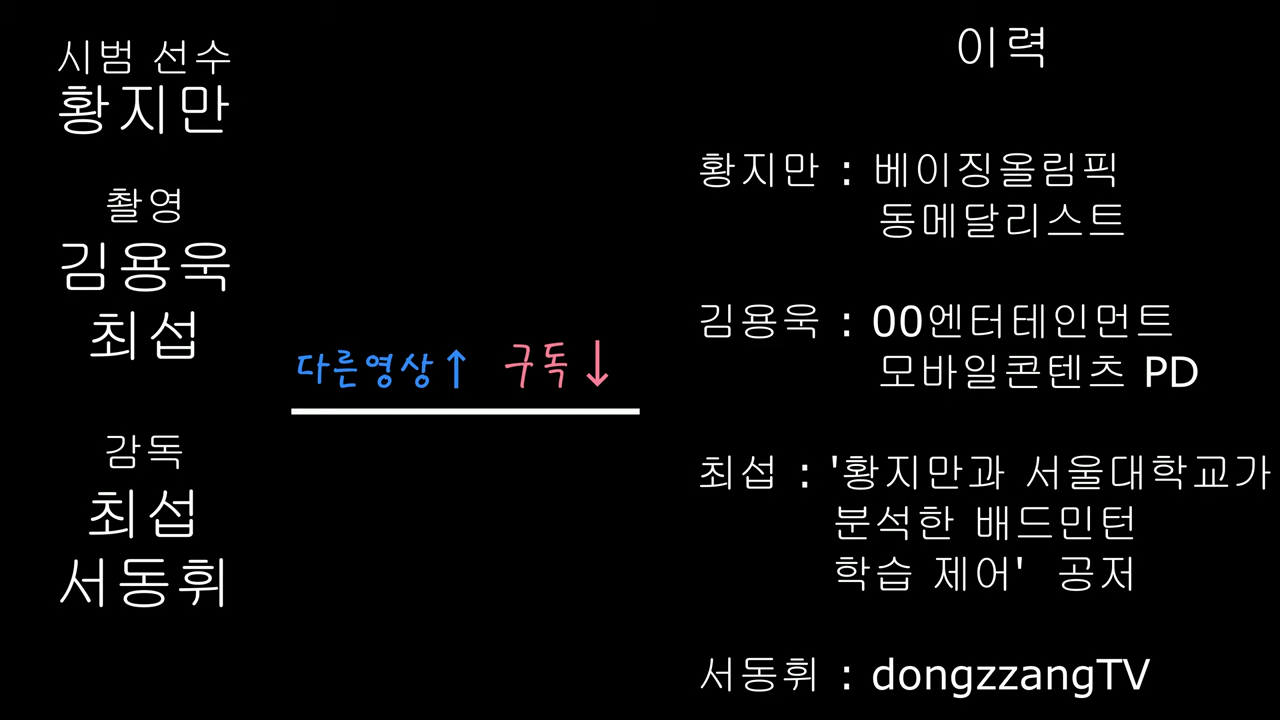 시범 선수
황지만
촬영
김용욱
최섭
감독
최섭
서동휘
다른영상↑ 구독↓
이력
황지만 : 베이징올림픽
동메달리스트
김용욱 : 00엔터테인먼트
모바일콘텐츠 PD
최섭 : '황지만과 서울대학교가
분석한 배드민턴
학습 제어' 공저
서동휘 : dongzzangTV